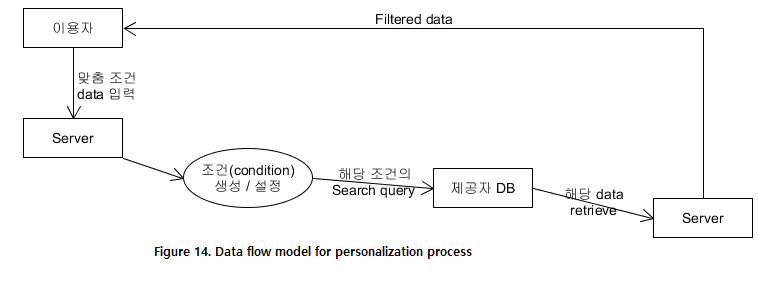 이용자
Filtered data
맞춤 조건
data 입력
Server
조건(condition)
생성 / 설정
해당 조건의
Search query
제공자 DB
해당 data
retrieve
Server
Figure 14. Data flow model for personalization process